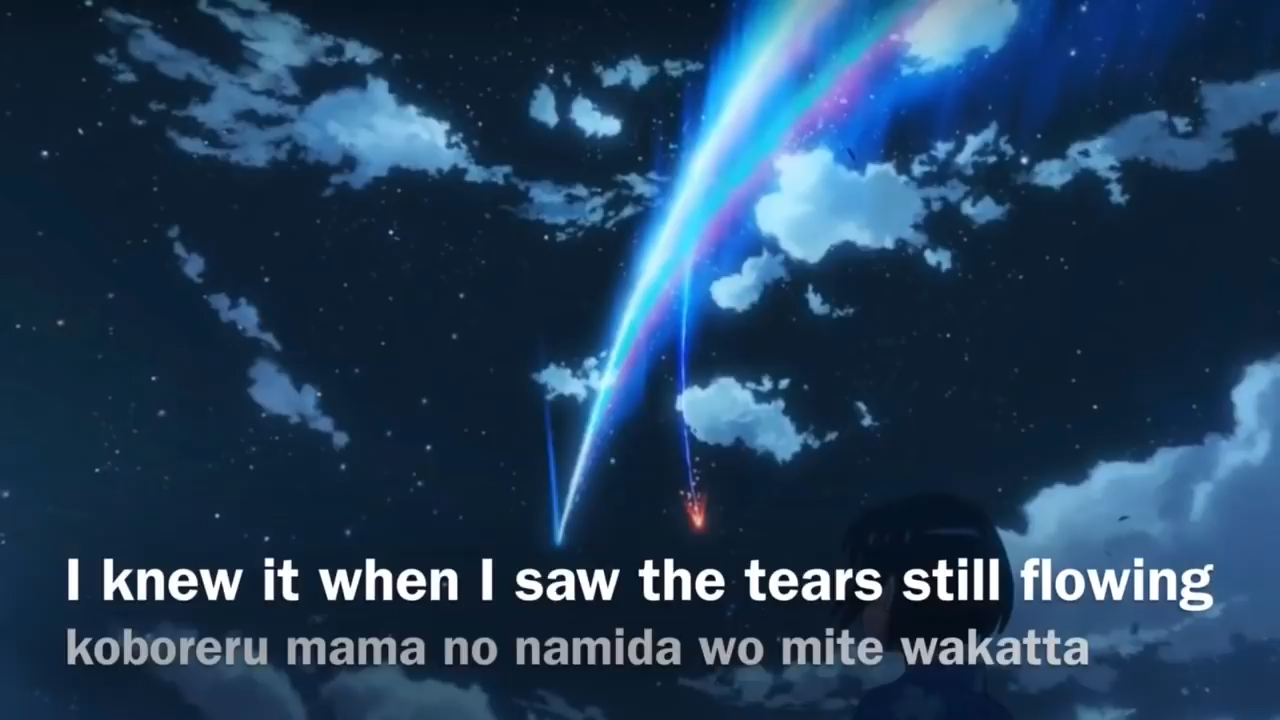 I knew it when I saw the tears still flowing
koboreru mama no namida wo mite wakatta